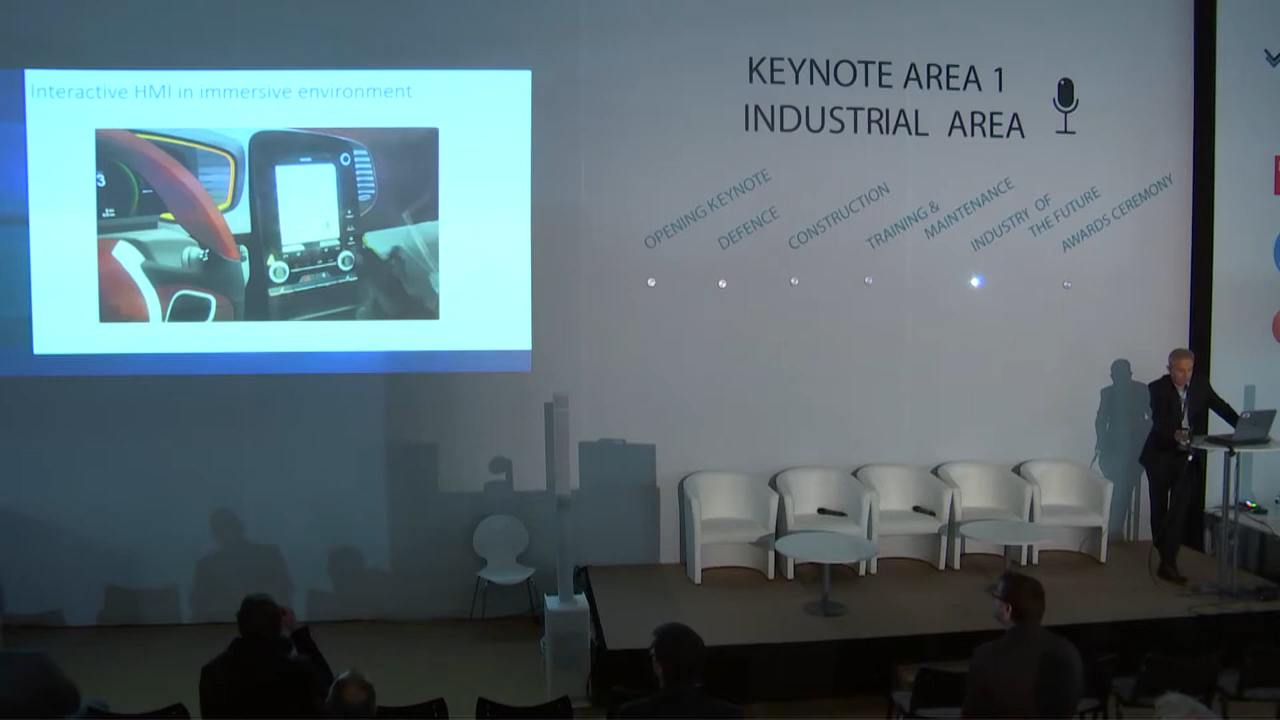 Interactive HMI in immersive environment
KEYNOTE AREA 1
INDUSTRIAL AREA
OPENING KEYNOTE
DEFENCE
CONSTRUCTION
TRAINING &
MAINTENANCE
INDUSTRY OF
THE FUTURE
AWARDS CEREMONY